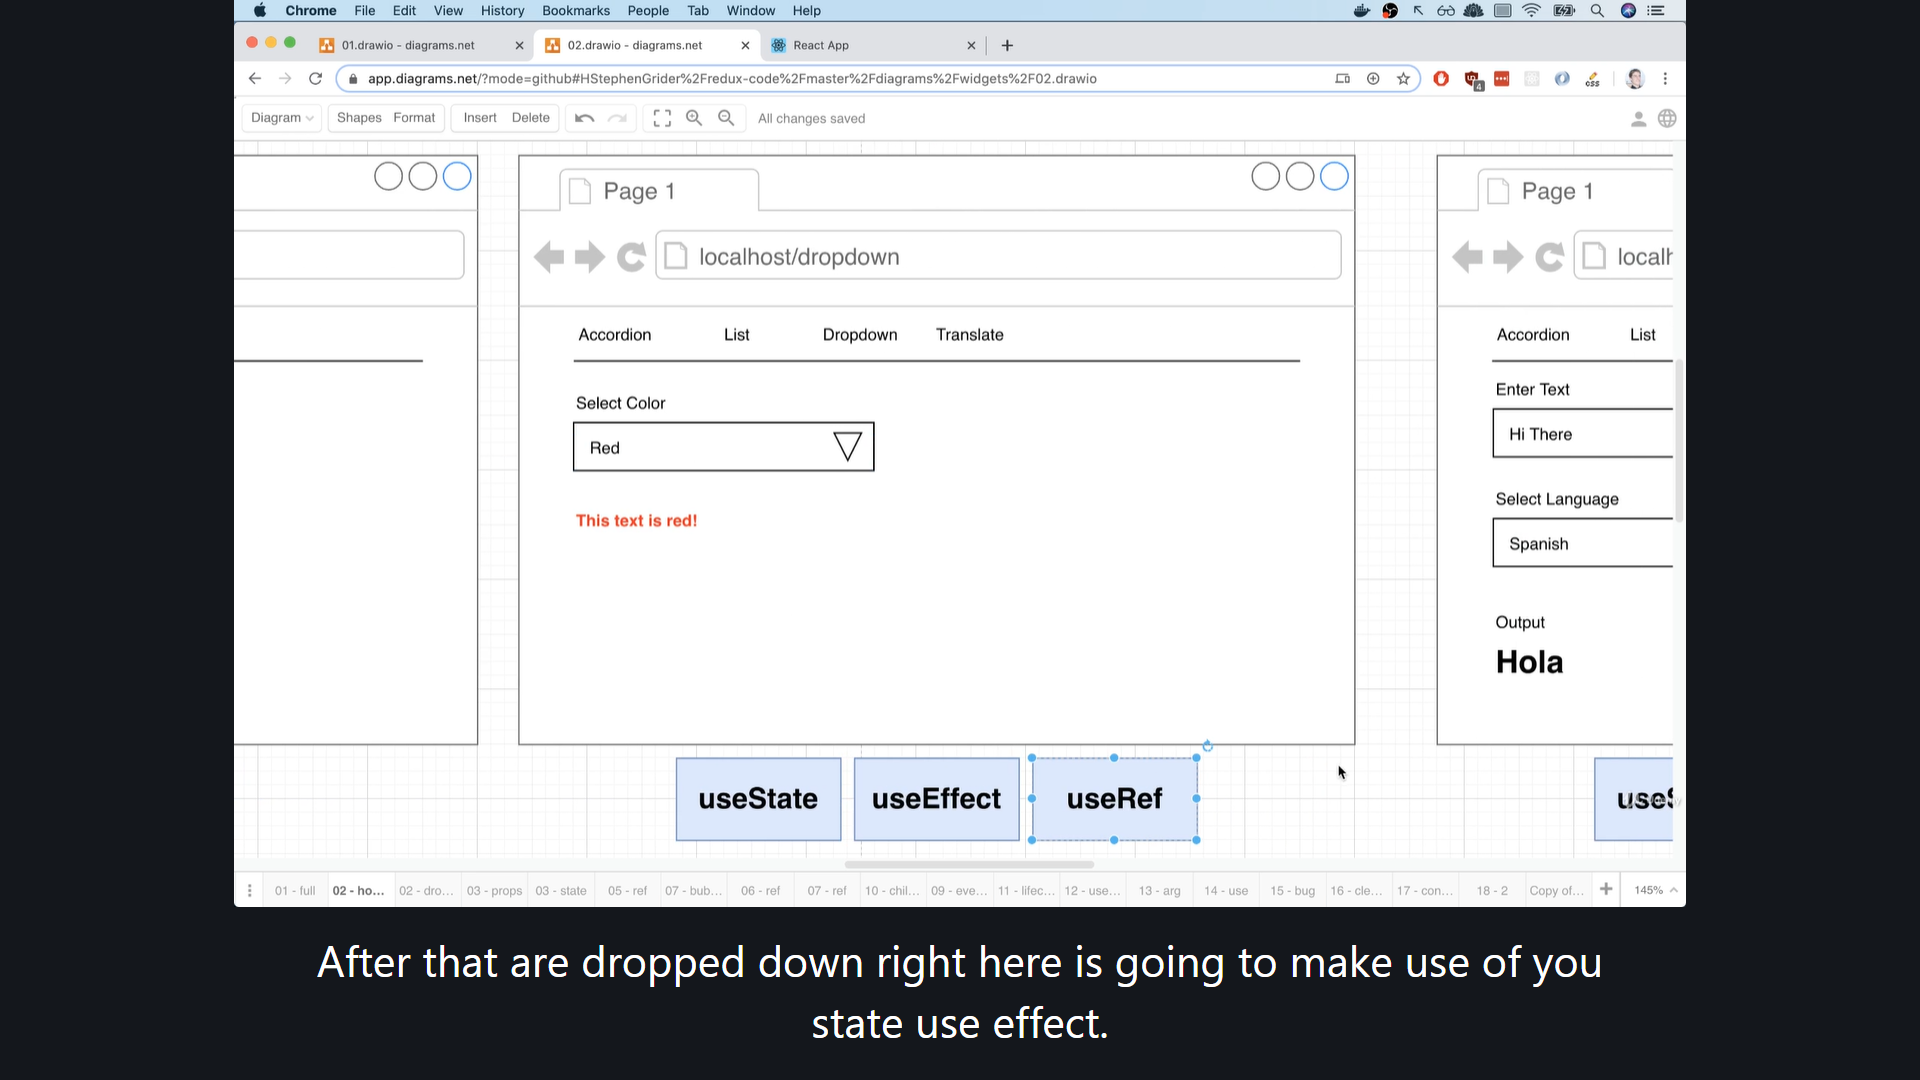 Chrome File Edit View History Bookmarks People Tab Window Help
01.drawio - diagrams.net
02.drawio - diagrams.net
React App
app.diagrams.net/?mode=github#HStephenGrider%2Fredux-code%2Fmaster%2Fdiagrams%2Fwidgets%2F02.drawio
4
css
Diagram Shapes Format Insert Delete All changes saved
Page 1
localhost/dropdown
Accordion List Dropdown Translate
Select Color
Red
This text is red!
Page 1
localh
Accordion List
Enter Text
Hi There
Select Language
Spanish
Output
Hola
useState useEffect useRef
useS
01 - full 02 - ho... 02 - dro... 03 - props 03 - state 05 - ref 07 - bub... 06 - ref 07 - ref 10 - chil... 09 - eve... 11 - lifec... 12 - use... 13 - arg 14 - use 15 - bug 16 - cle... 17 - con... 18 - 2 Copy of... 145%
After that are dropped down right here is going to make use of you
state use effect.